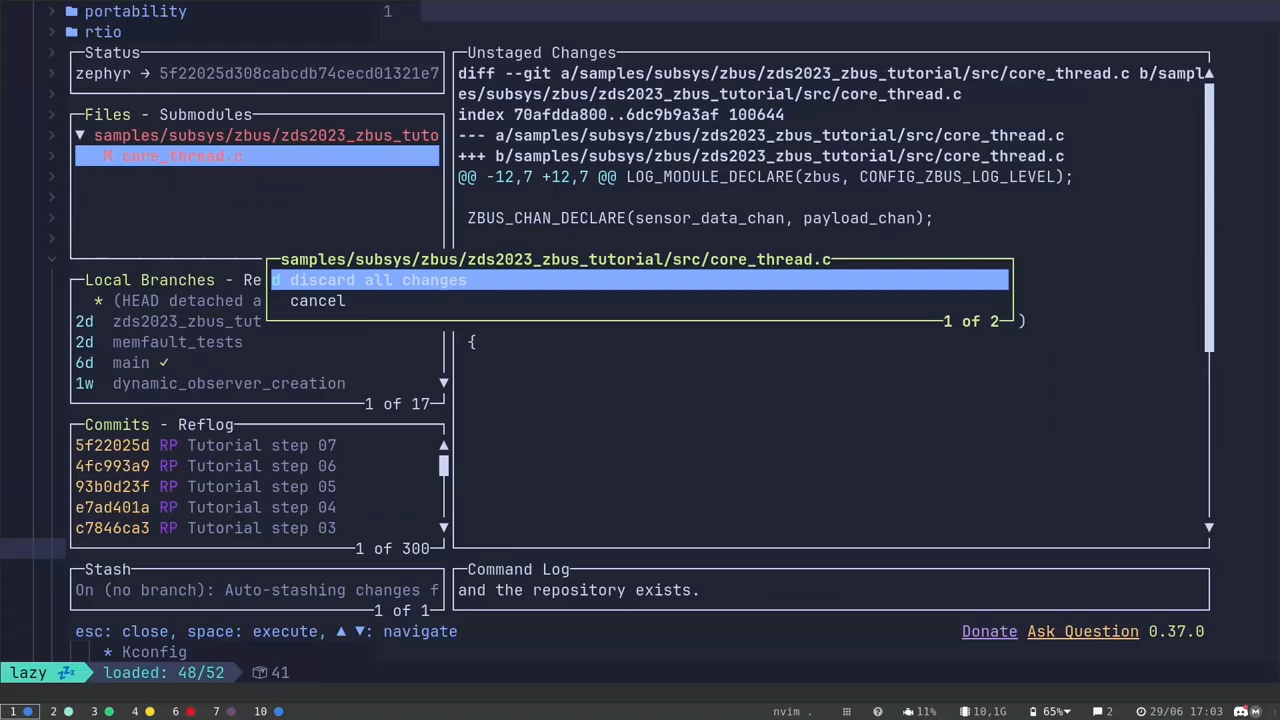 portability
1
rtio
Status
zephyr → 5f22025d308cabcdb74cecd01321e7
Files - Submodules
▼ samples/subsys/zbus/zds2023_zbus_tuto
M core_thread.c
Unstaged Changes
diff --git a/samples/subsys/zbus/zds2023_zbus_tutorial/src/core_thread.c b/sampl
es/subsys/zbus/zds2023_zbus_tutorial/src/core_thread.c
index 70afdda800..6dc9b9a3af 100644
--- a/samples/subsys/zbus/zds2023_zbus_tutorial/src/core_thread.c
+++ b/samples/subsys/zbus/zds2023_zbus_tutorial/src/core_thread.c
@@ -12,7 +12,7 @@ LOG_MODULE_DECLARE(zbus, CONFIG_ZBUS_LOG_LEVEL);
ZBUS_CHAN_DECLARE(sensor_data_chan, payload_chan);
samples/subsys/zbus/zds2023_zbus_tutorial/src/core_thread.c
d discard all changes
cancel
1 of 2
)
{
Local Branches - Re
* (HEAD detached a
2d zds2023_zbus_tut
2d memfault_tests
6d main ✓
1w dynamic_observer_creation
1 of 17
Commits - Reflog
5f22025d RP Tutorial step 07
4fc993a9 RP Tutorial step 06
93b0d23f RP Tutorial step 05
e7ad401a RP Tutorial step 04
c7846ca3 RP Tutorial step 03
1 of 300
Stash
On (no branch): Auto-stashing changes f
1 of 1
Command Log
and the repository exists.
esc: close, space: execute, ▲ ▼: navigate
Donate Ask Question 0.37.0
* Kconfig
lazy 💤 loaded: 48/52 41
1 2 3 4 6 7 10 nvim . 11% 10,1G 65% 2 29/06 17:03